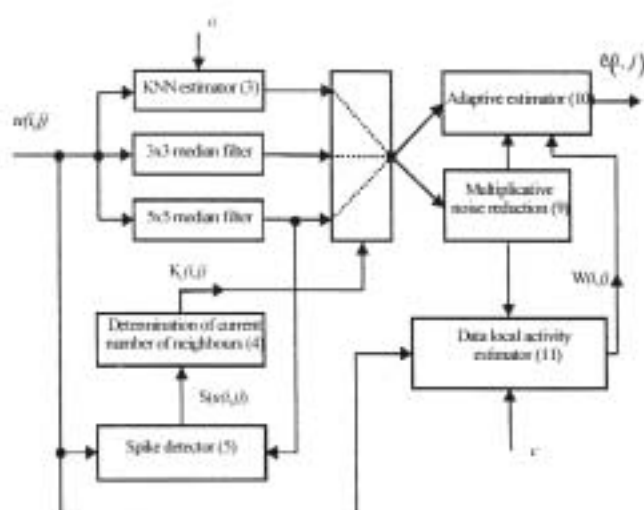 KNN estimator (3)
Adaptive estimator (10)
3x3 median filter
Multiplicative
noise reduction (9)
5x5 median filter
W(i,j)
Determination of current
number of neighbours (4)
Data local activity
estimator (11)
Spike detector (5)